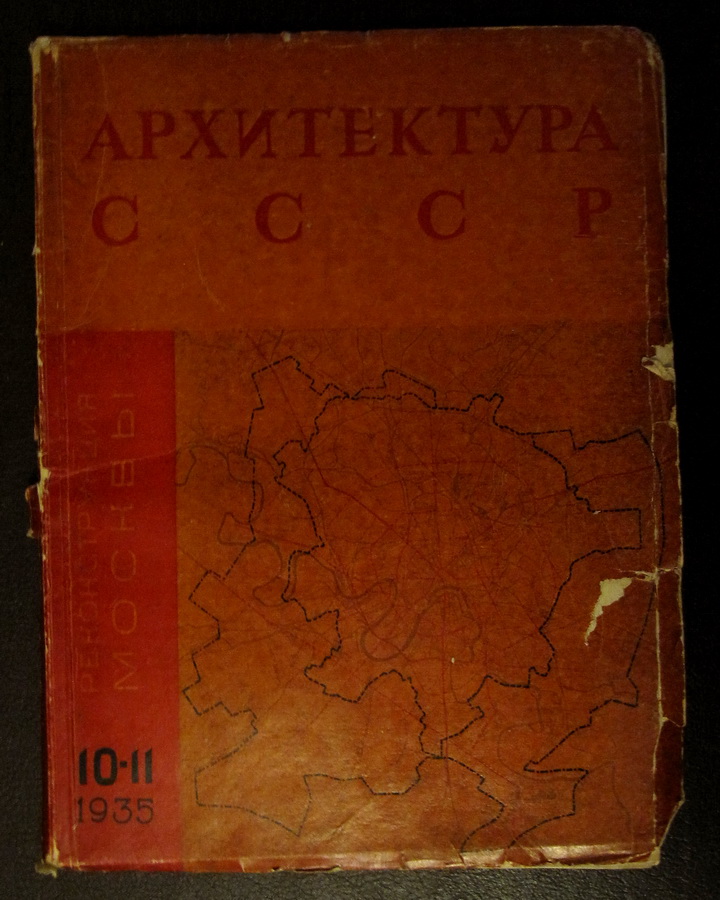 АРХИТЕКТУРА
С С С Р
РЕКОНСТРУКЦИЯ
МОСКВЫ
10·11
1935